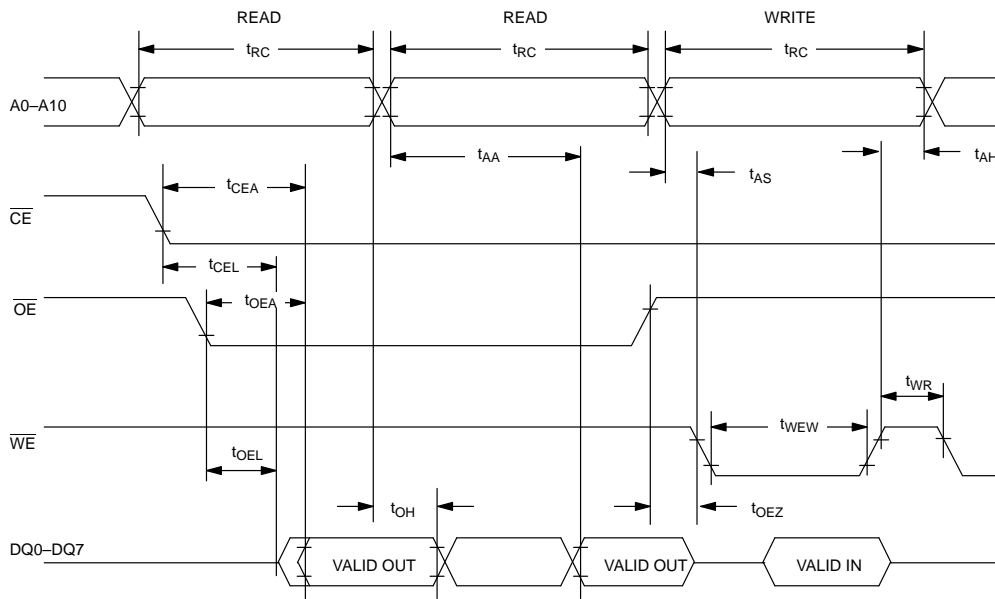 READ READ WRITE
tRC tRC tRC
A0–A10
tAA tAH
tAS
tCEA
CE
tCEL
OE tOEA
tWR
WE tWEW
tOEL
tOH tOEZ
DQ0–DQ7
VALID OUT VALID OUT VALID IN